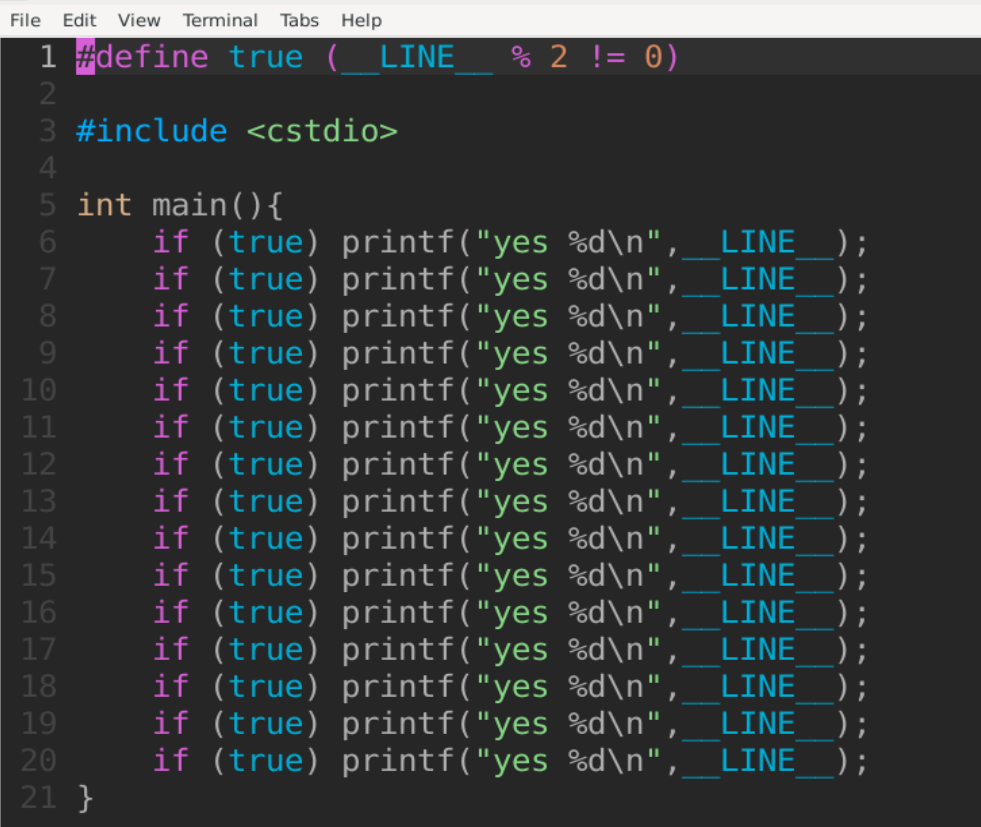 File Edit View Terminal Tabs Help
1 #define true (__LINE__ % 2 != 0)
2
3 #include <cstdio>
4
5 int main(){
6     if (true) printf("yes %d\n",__LINE__);
7     if (true) printf("yes %d\n",__LINE__);
8     if (true) printf("yes %d\n",__LINE__);
9     if (true) printf("yes %d\n",__LINE__);
10     if (true) printf("yes %d\n",__LINE__);
11     if (true) printf("yes %d\n",__LINE__);
12     if (true) printf("yes %d\n",__LINE__);
13     if (true) printf("yes %d\n",__LINE__);
14     if (true) printf("yes %d\n",__LINE__);
15     if (true) printf("yes %d\n",__LINE__);
16     if (true) printf("yes %d\n",__LINE__);
17     if (true) printf("yes %d\n",__LINE__);
18     if (true) printf("yes %d\n",__LINE__);
19     if (true) printf("yes %d\n",__LINE__);
20     if (true) printf("yes %d\n",__LINE__);
21 }